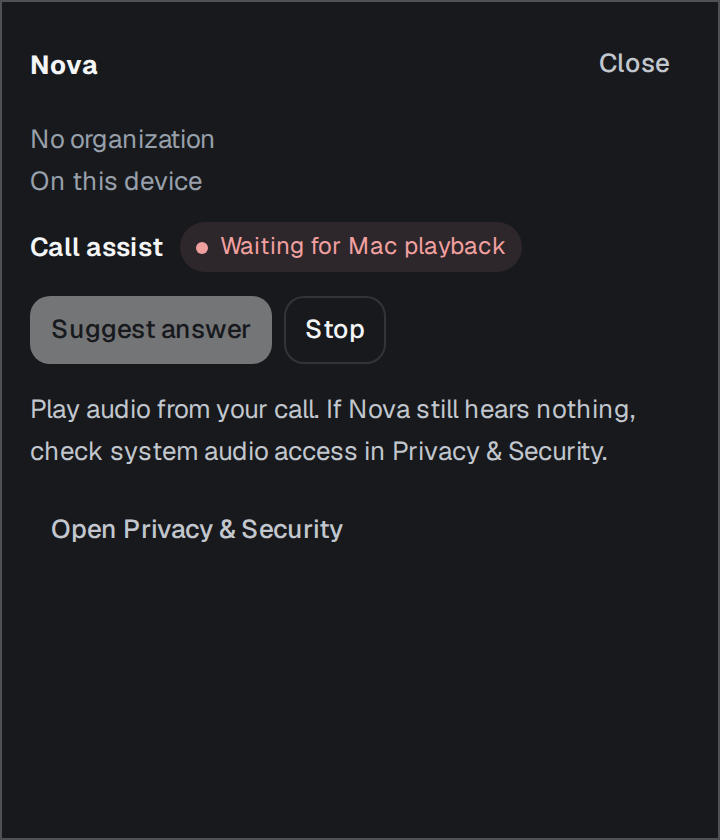 Nova
Close
No organization
On this device
Call assist
Waiting for Mac playback
Suggest answer
Stop
Play audio from your call. If Nova still hears nothing,
check system audio access in Privacy & Security.
Open Privacy & Security